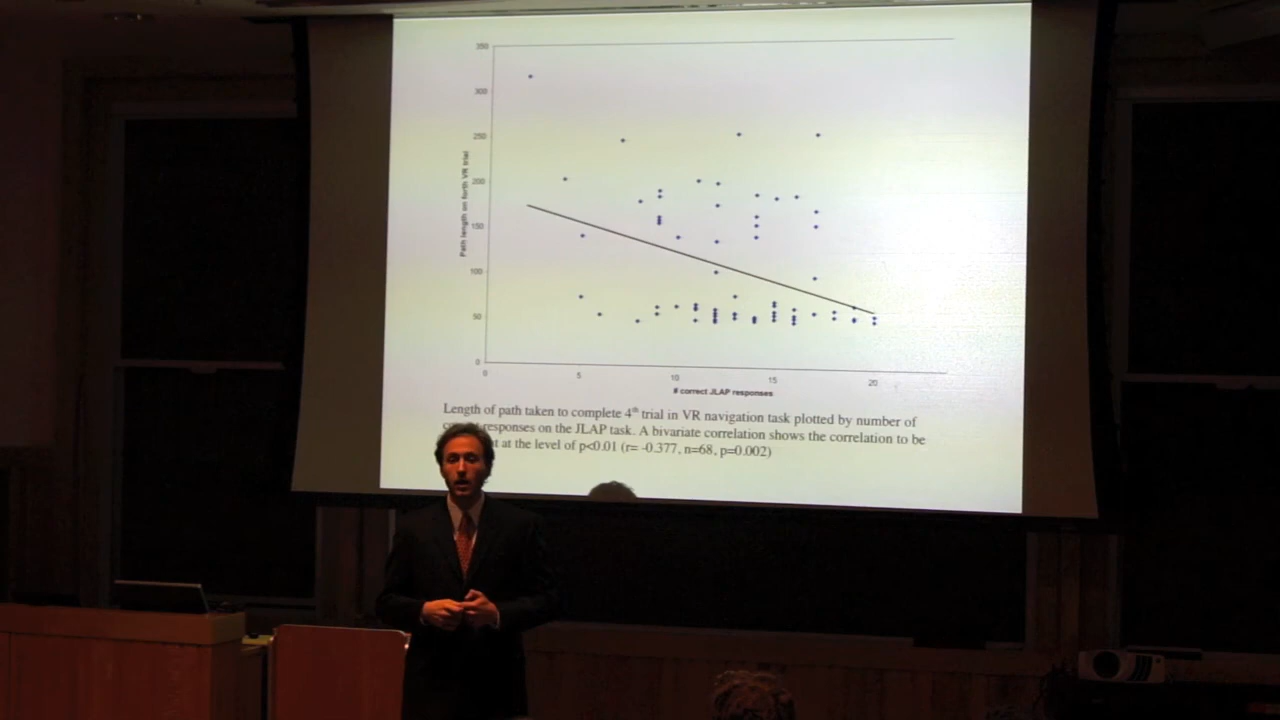 350
300
250
200
150
100
50
0
Path length on forth VR trial
0 5 10 15 20
# correct JLAP responses
Length of path taken to complete 4th trial in VR navigation task plotted by number of
responses on the JLAP task. A bivariate correlation shows the correlation to be
at the level of p<0.01 (r= -0.377, n=68, p=0.002)